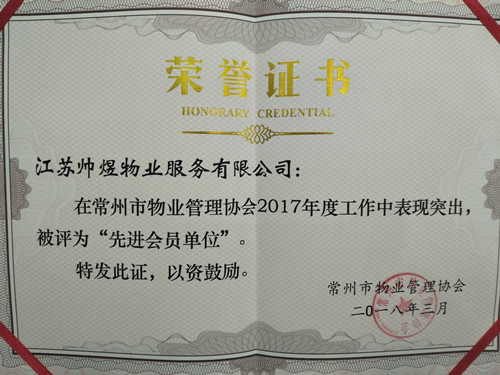 荣誉证书
HONORARY CREDENTIAL
江苏帅煜物业服务有限公司：
在常州市物业管理协会2017年度工作中表现突出，
被评为“先进会员单位”。
特发此证，以资鼓励。
常州市物业管理协会
二〇一八年三月